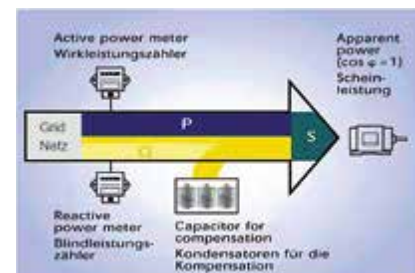 Active power meter
Wirkleistungszähler
Apparent
power
(cos φ = 1)
Schein-
leistung
Grid
Netz
P
Q
S
Reactive
power meter
Blindleistungs-
zähler
Capacitor for
compensation
Kondensatoren für die
Kompensation